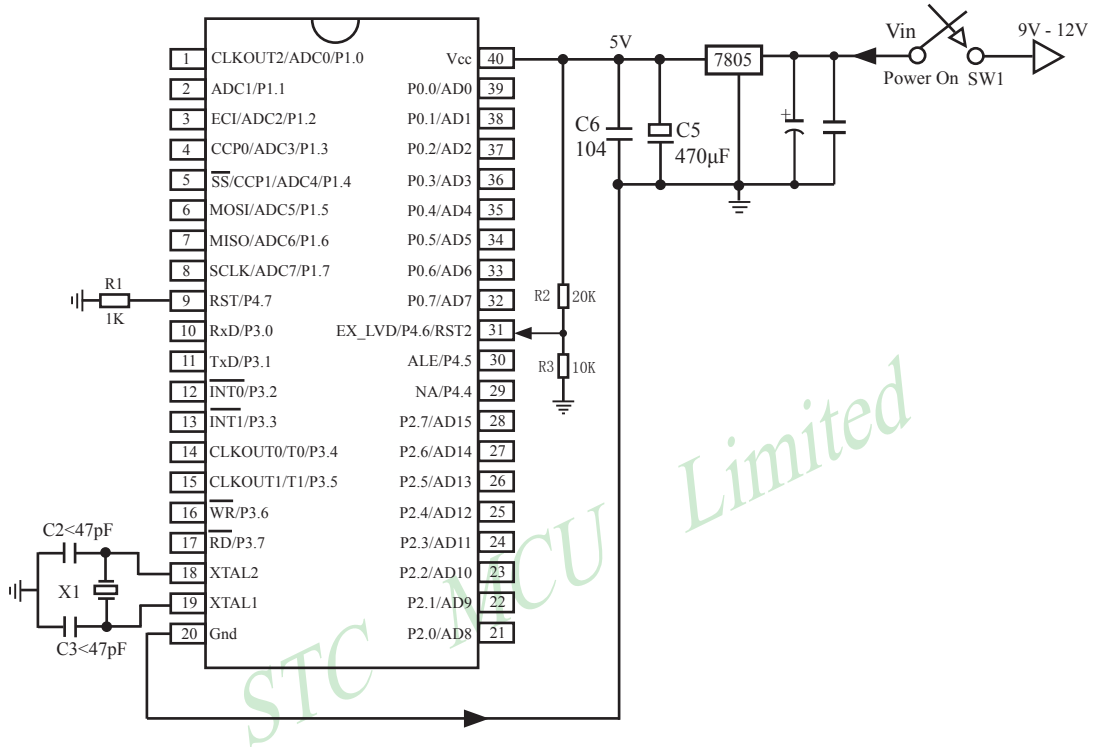 Vin
9V - 12V
Power On SW1
5V
7805
C6
104
C5
470μF
+
1 CLKOUT2/ADC0/P1.0
2 ADC1/P1.1
3 ECI/ADC2/P1.2
4 CCP0/ADC3/P1.3
5 SS/CCP1/ADC4/P1.4
6 MOSI/ADC5/P1.5
7 MISO/ADC6/P1.6
8 SCLK/ADC7/P1.7
9 RST/P4.7
10 RxD/P3.0
11 TxD/P3.1
12 INT0/P3.2
13 INT1/P3.3
14 CLKOUT0/T0/P3.4
15 CLKOUT1/T1/P3.5
16 WR/P3.6
17 RD/P3.7
18 XTAL2
19 XTAL1
20 Gnd
Vcc 40
P0.0/AD0 39
P0.1/AD1 38
P0.2/AD2 37
P0.3/AD3 36
P0.4/AD4 35
P0.5/AD5 34
P0.6/AD6 33
P0.7/AD7 32
EX_LVD/P4.6/RST2 31
ALE/P4.5 30
NA/P4.4 29
P2.7/AD15 28
P2.6/AD14 27
P2.5/AD13 26
P2.4/AD12 25
P2.3/AD11 24
P2.2/AD10 23
P2.1/AD9 22
P2.0/AD8 21
R1
1K
R2 20K
R3 10K
C2<47pF
X1
C3<47pF
STC MCU Limited